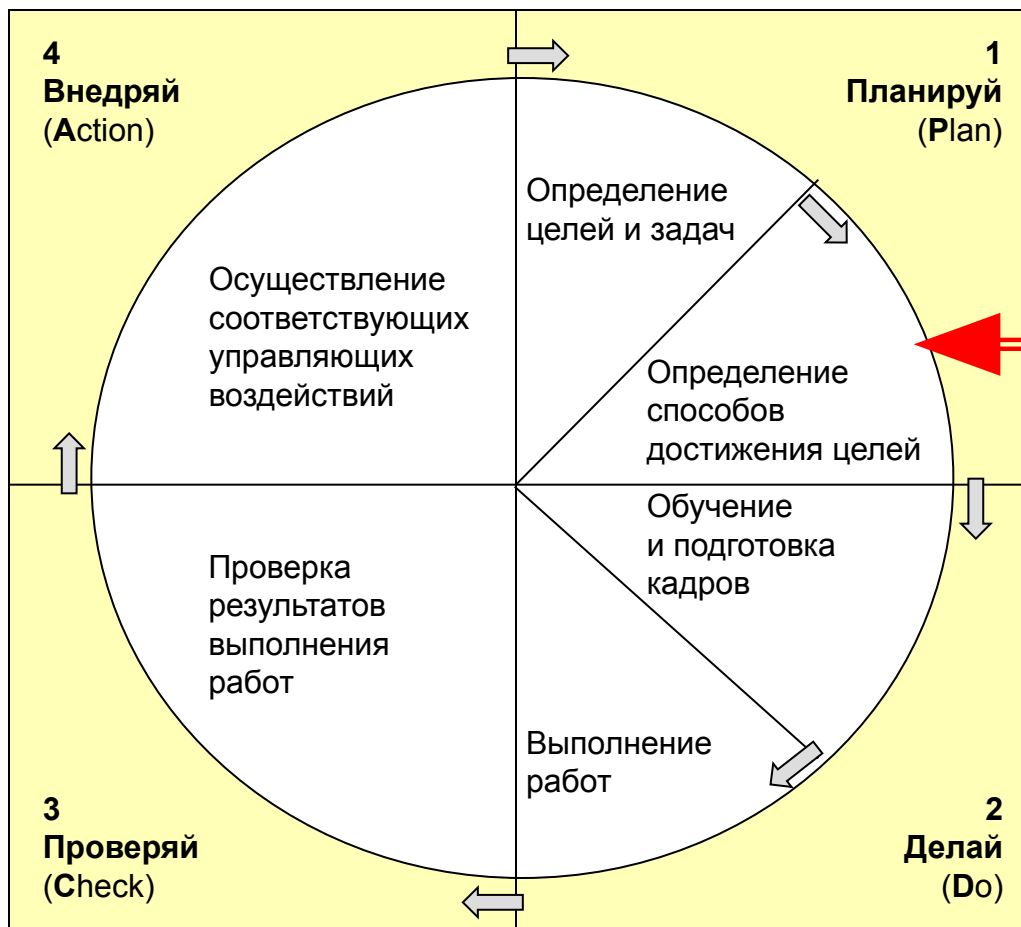 4
Внедряй
(Action)
1
Планируй
(Plan)
Определение
целей и задач
Осуществление
соответствующих
управляющих
воздействий
Определение
способов
достижения целей
Обучение
и подготовка
кадров
Проверка
результатов
выполнения
работ
Выполнение
работ
3
Проверяй
(Check)
2
Делай
(Do)